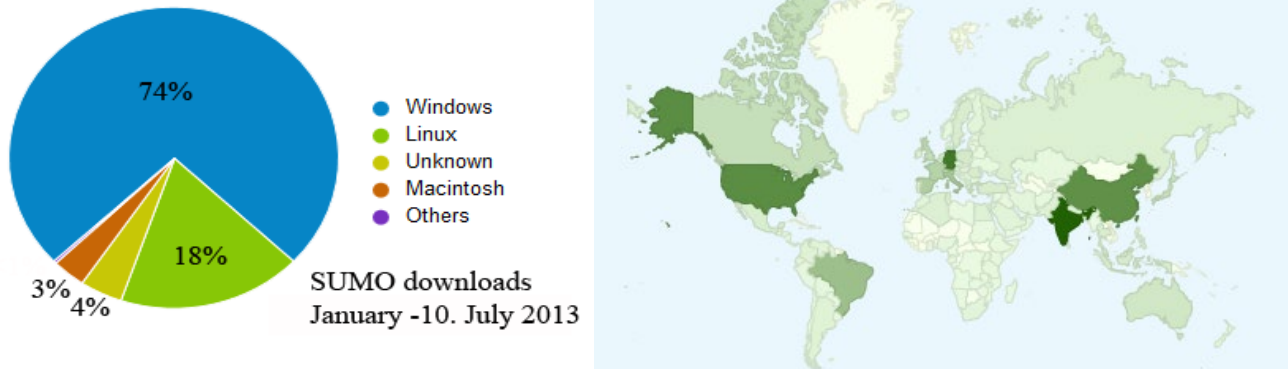 74%
18%
3%
4%
Windows
Linux
Unknown
Macintosh
Others
SUMO downloads
January -10. July 2013